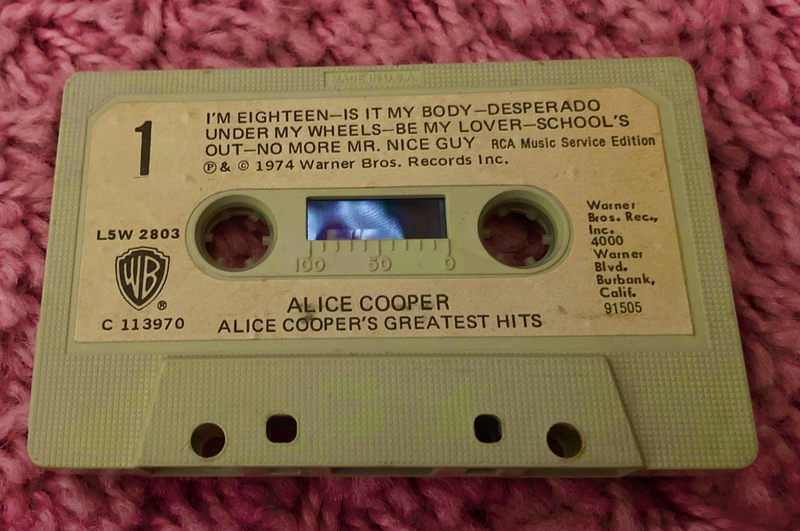 MADE IN U.S.A.
1
I'M EIGHTEEN—IS IT MY BODY—DESPERADO
UNDER MY WHEELS—BE MY LOVER—SCHOOL'S
OUT—NO MORE MR. NICE GUY RCA Music Service Edition
Ⓟ & © 1974 Warner Bros. Records Inc.
L5W 2803
WB
®
C 113970
100 50 0
Warner
Bros. Rec.,
Inc.
4000
Warner
Blvd.
Burbank,
Calif.
91505
ALICE COOPER
ALICE COOPER'S GREATEST HITS